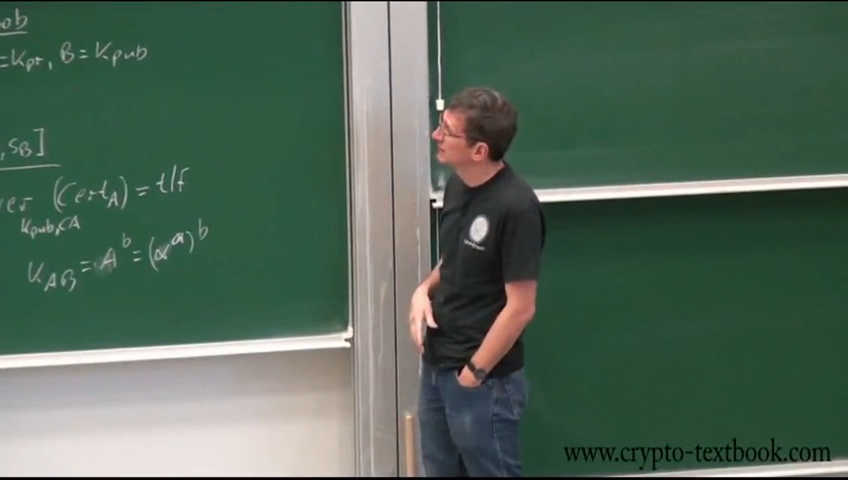 ob
= Kpr, B = Kpub
, SB]
ver Kpub,CA (CertA) = t/f
KAB = A^b = (α^a)^b
www.crypto-textbook.com